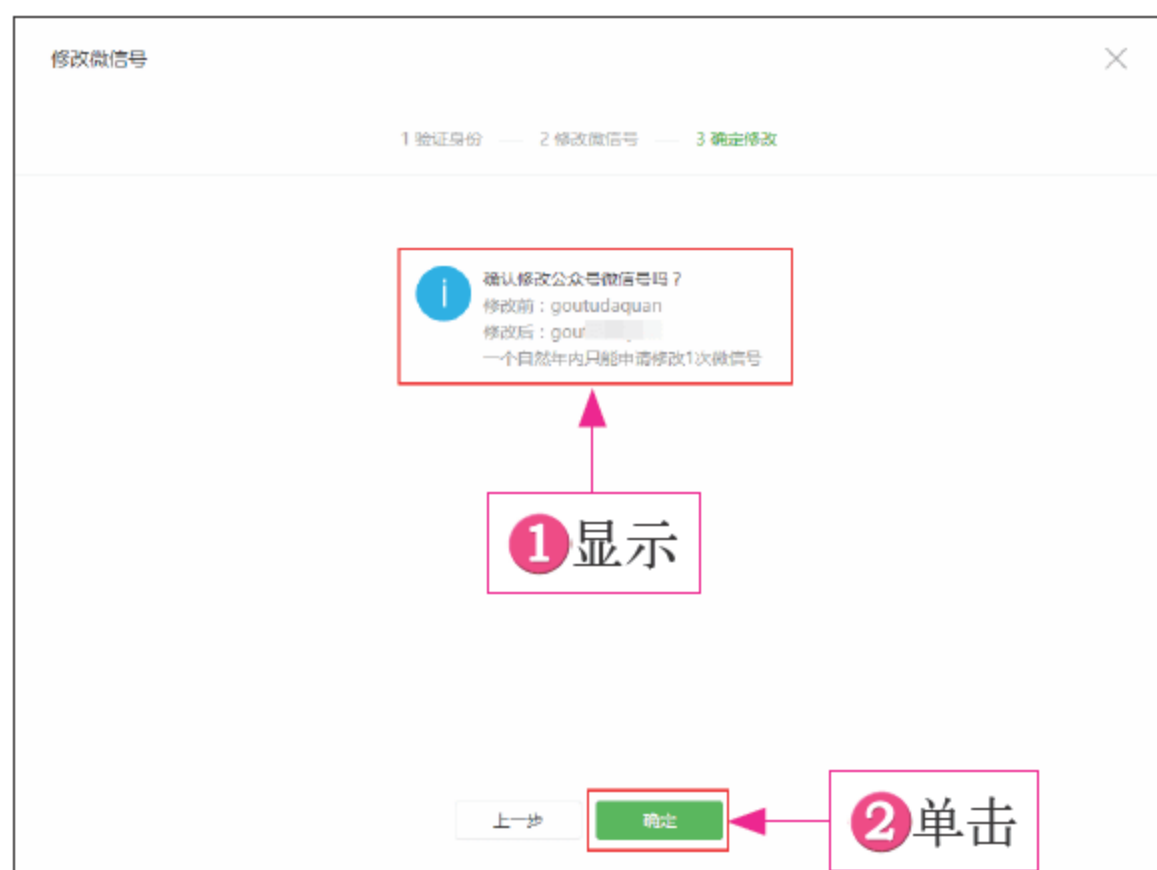 修改微信号
1 验证身份 — 2 修改微信号 — 3 确定修改
i
确认修改公众号微信号吗？
修改前：goutudaquan
修改后：gou
一个自然年内只能申请修改1次微信号
1显示
上一步 确定
2单击